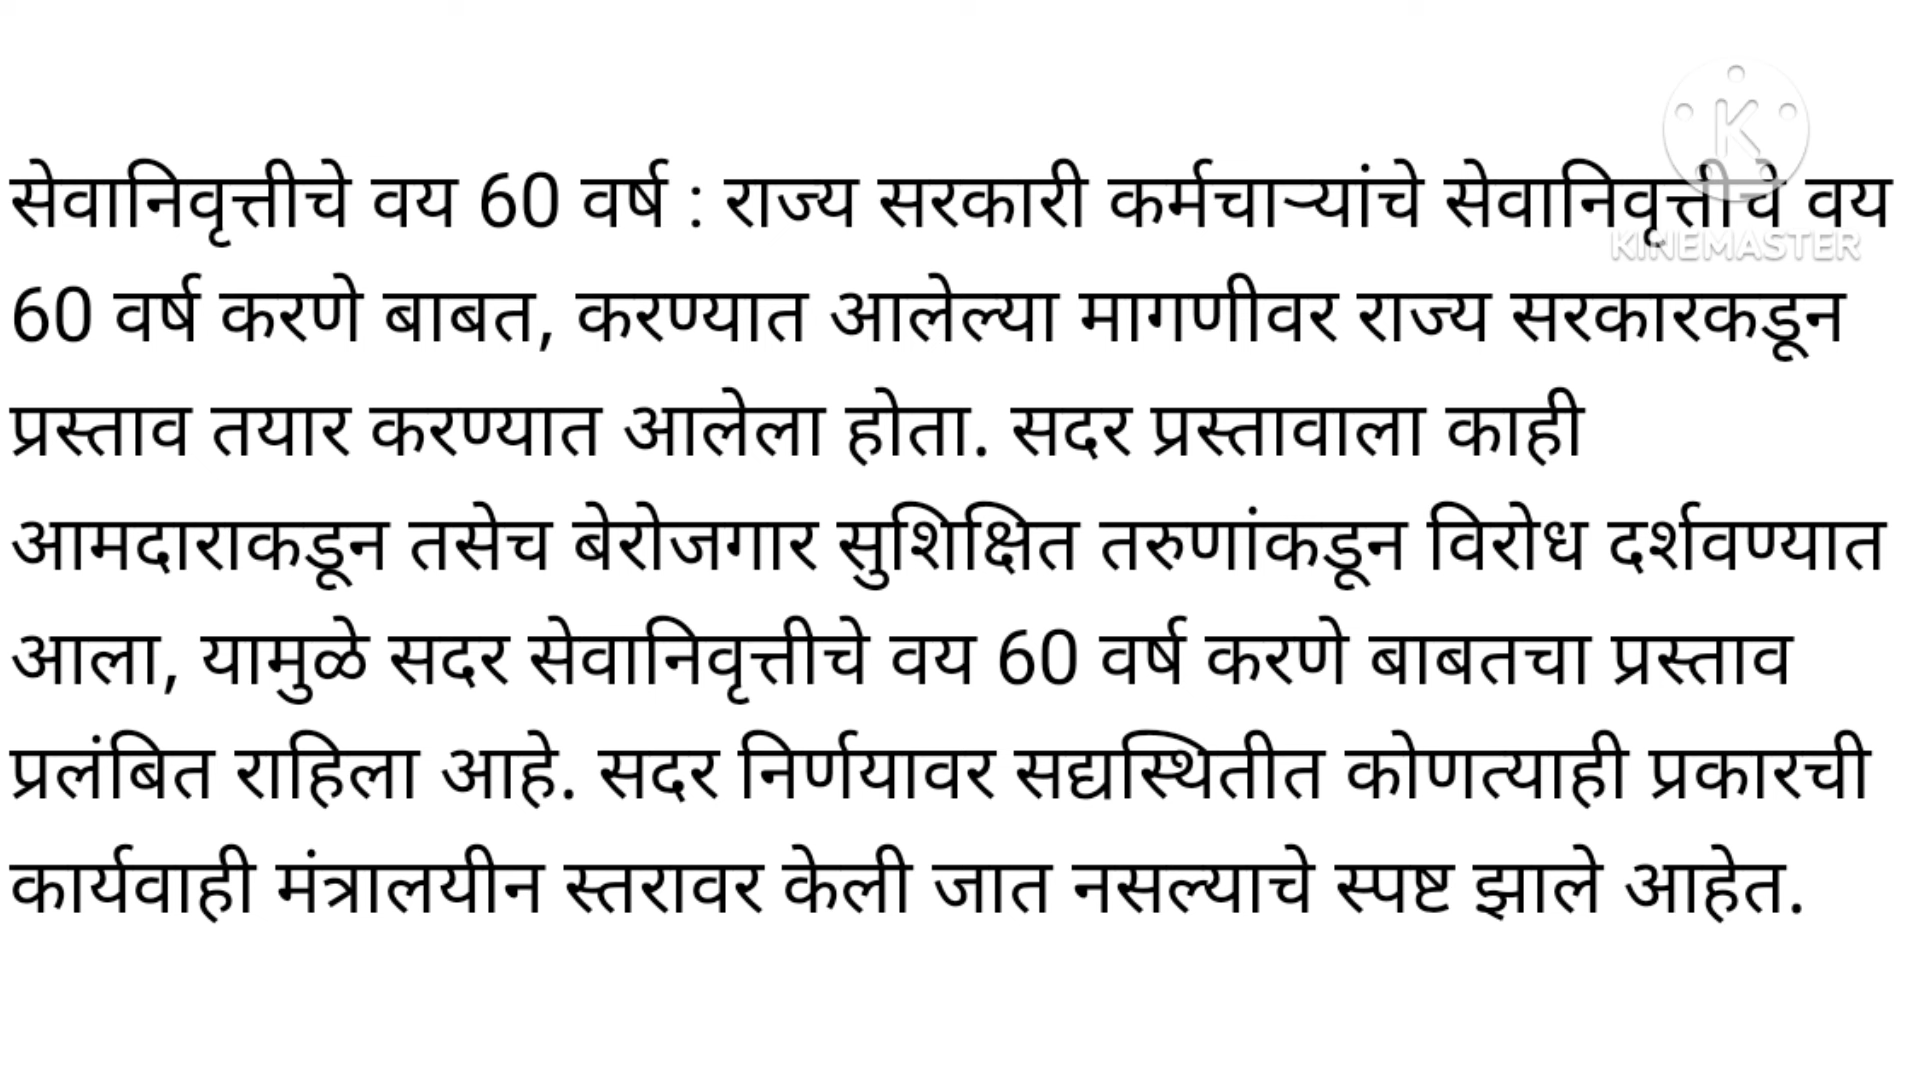 सेवानिवृत्तीचे वय 60 वर्ष : राज्य सरकारी कर्मचाऱ्यांचे सेवानिवृत्तीचे वय
60 वर्ष करणे बाबत, करण्यात आलेल्या मागणीवर राज्य सरकारकडून
प्रस्ताव तयार करण्यात आलेला होता. सदर प्रस्तावाला काही
आमदाराकडून तसेच बेरोजगार सुशिक्षित तरुणांकडून विरोध दर्शवण्यात
आला, यामुळे सदर सेवानिवृत्तीचे वय 60 वर्ष करणे बाबतचा प्रस्ताव
प्रलंबित राहिला आहे. सदर निर्णयावर सद्यस्थितीत कोणत्याही प्रकारची
कार्यवाही मंत्रालयीन स्तरावर केली जात नसल्याचे स्पष्ट झाले आहेत.
K
KINEMASTER